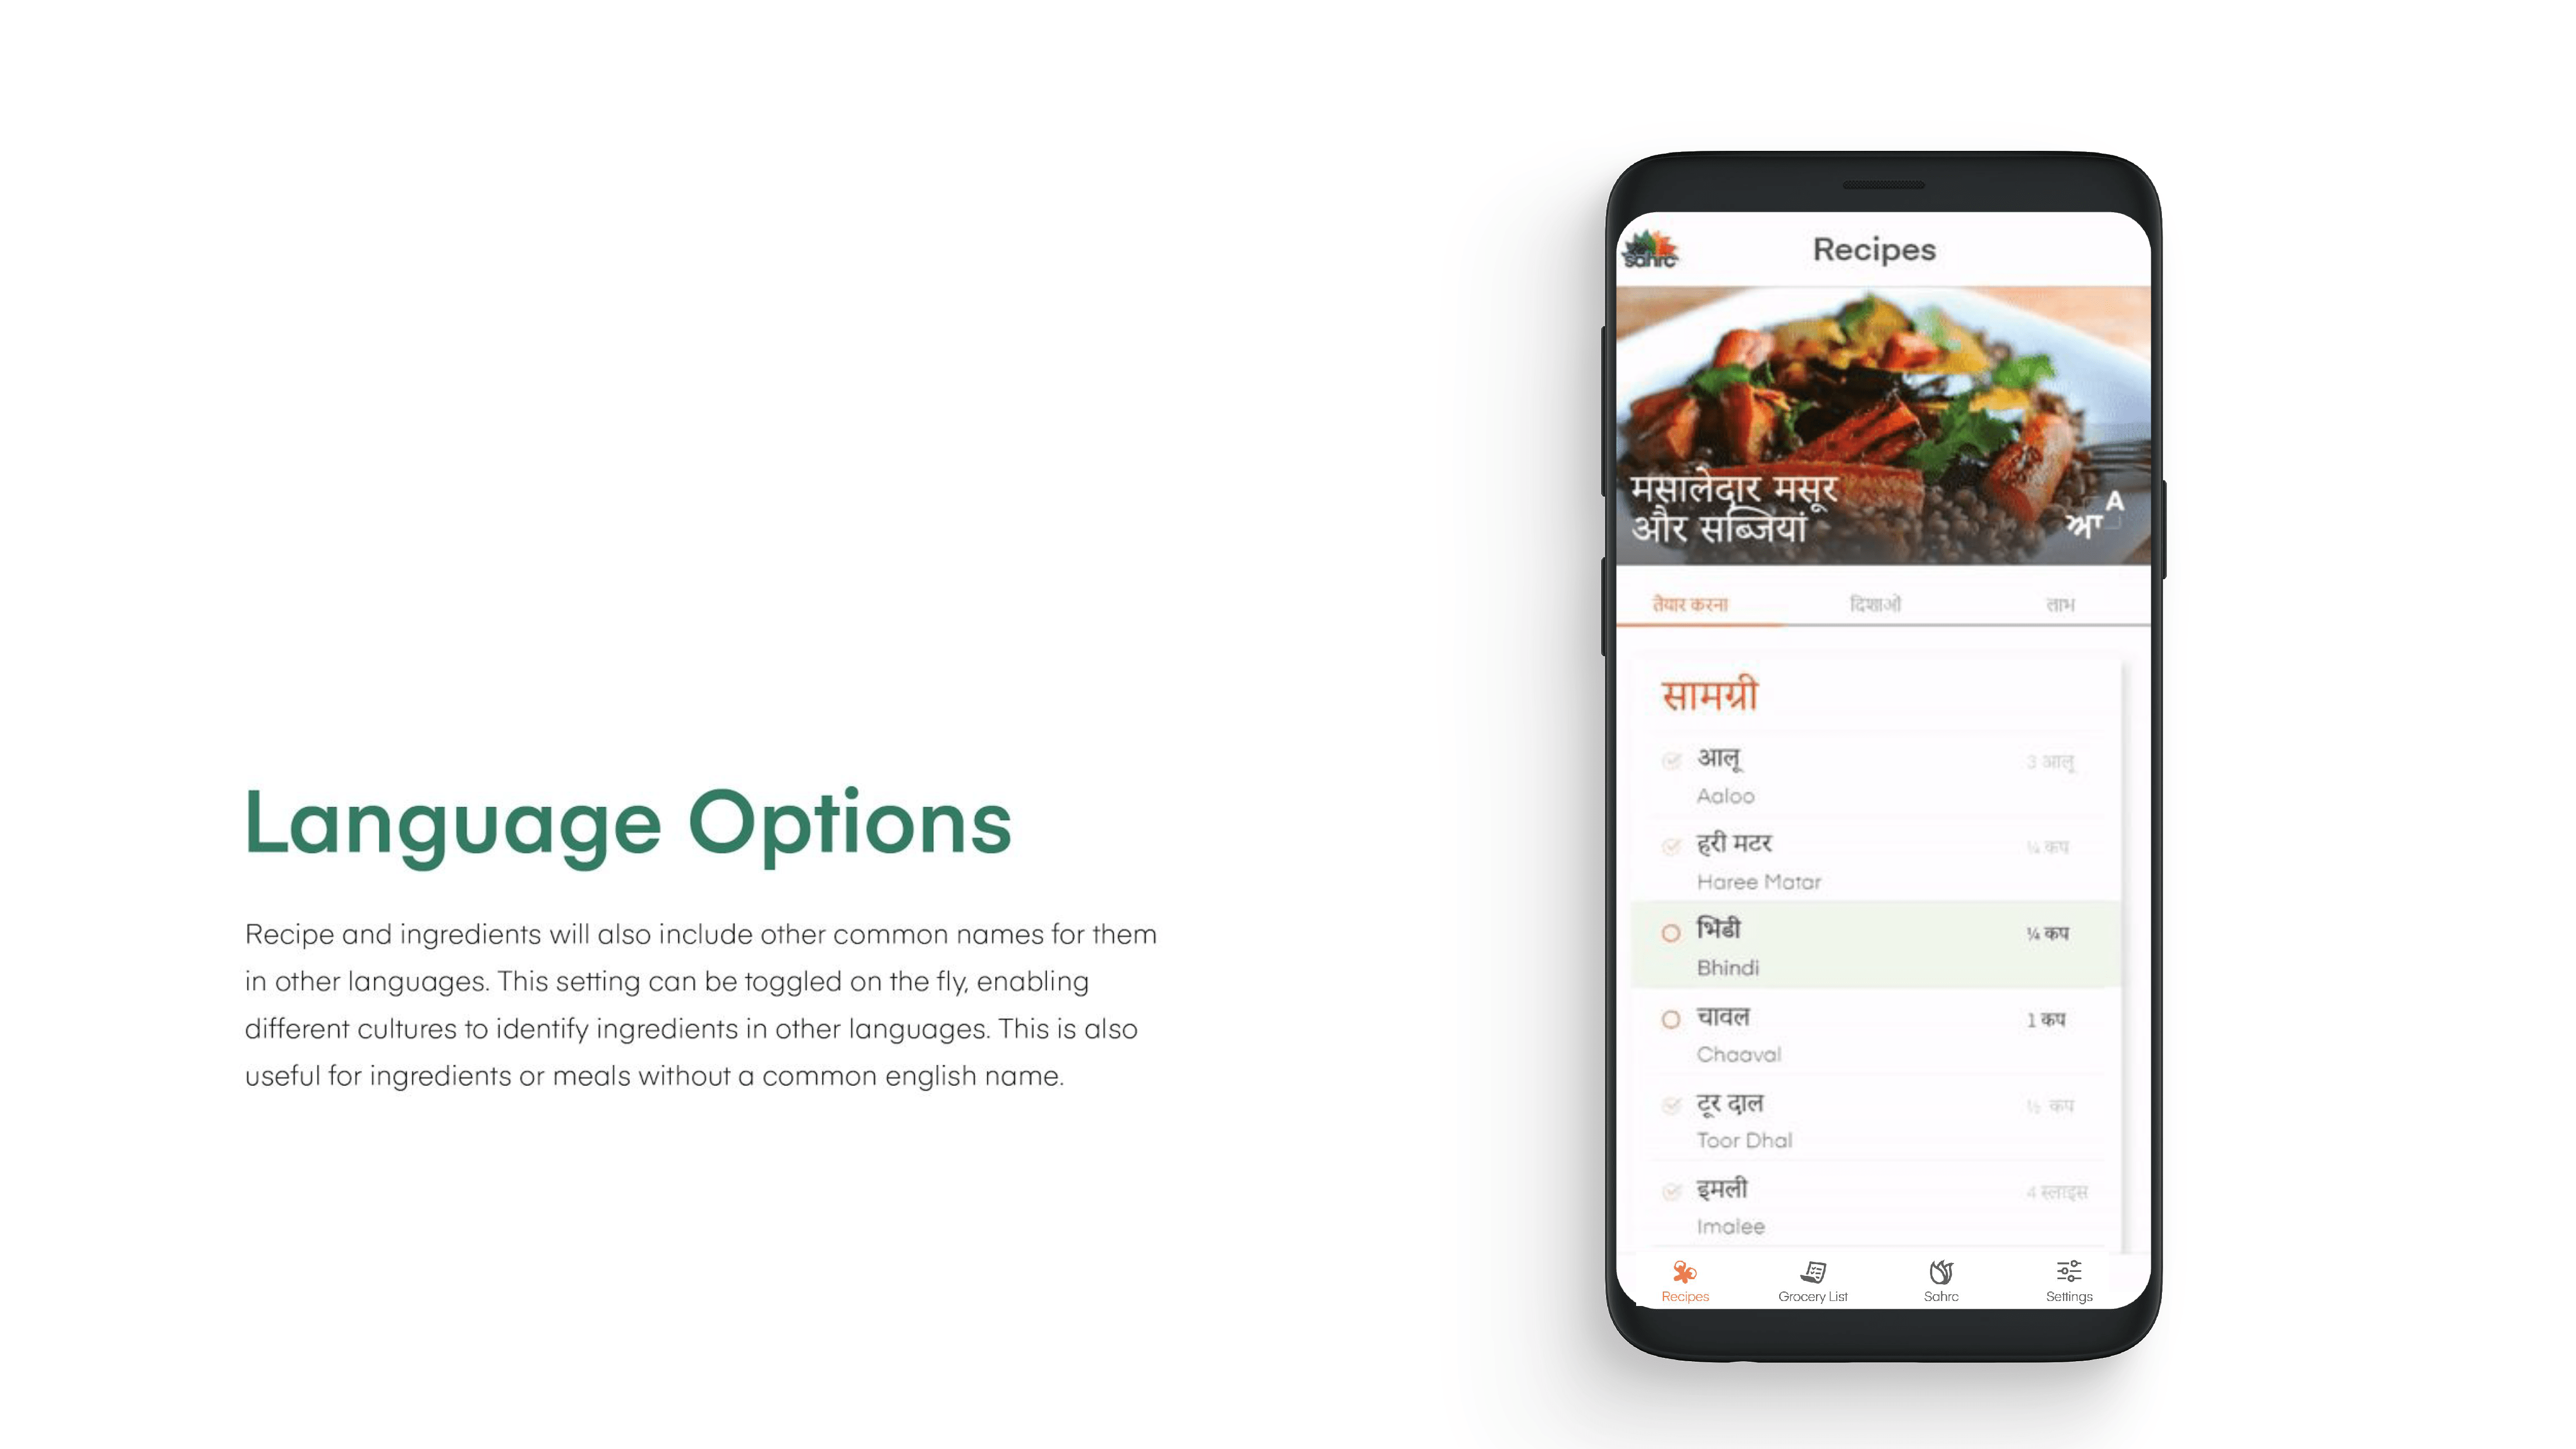 Language Options
Recipe and ingredients will also include other common names for them
in other languages. This setting can be toggled on the fly, enabling
different cultures to identify ingredients in other languages. This is also
useful for ingredients or meals without a common english name.
sahrc
Recipes
मसालेदार मसूर
और सब्जियां
ਅਾ A
तैयार करना दिशाओं लाभ
सामग्री
आलू 3 आलू
Aaloo
हरी मटर ¼ कप
Haree Matar
भिंडी ¼ कप
Bhindi
चावल 1 कप
Chaaval
टूर दाल ½ कप
Toor Dhal
इमली 4 स्लाइस
Imalee
Recipes Grocery List Sahrc Settings